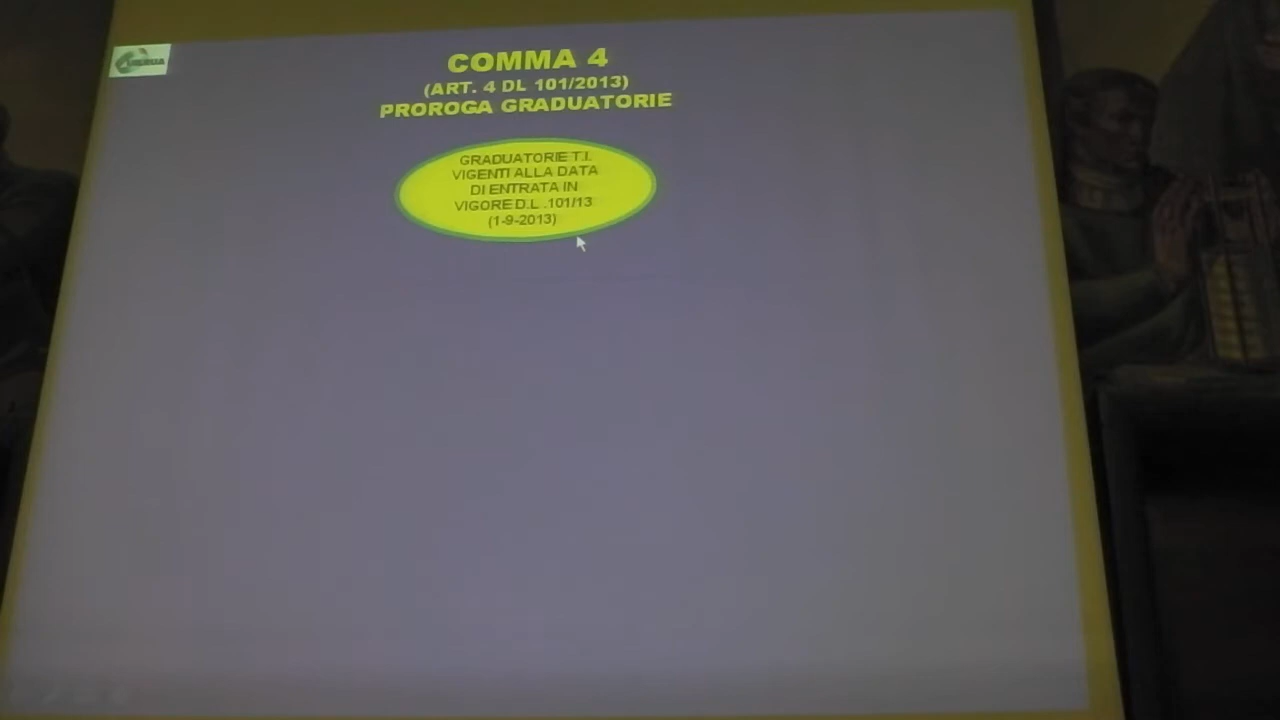 COMMA 4
(ART. 4 DL 101/2013)
PROROGA GRADUATORIE
GRADUATORIE T.I.
VIGENTI ALLA DATA
DI ENTRATA IN
VIGORE D.L .101/13
(1-9-2013)